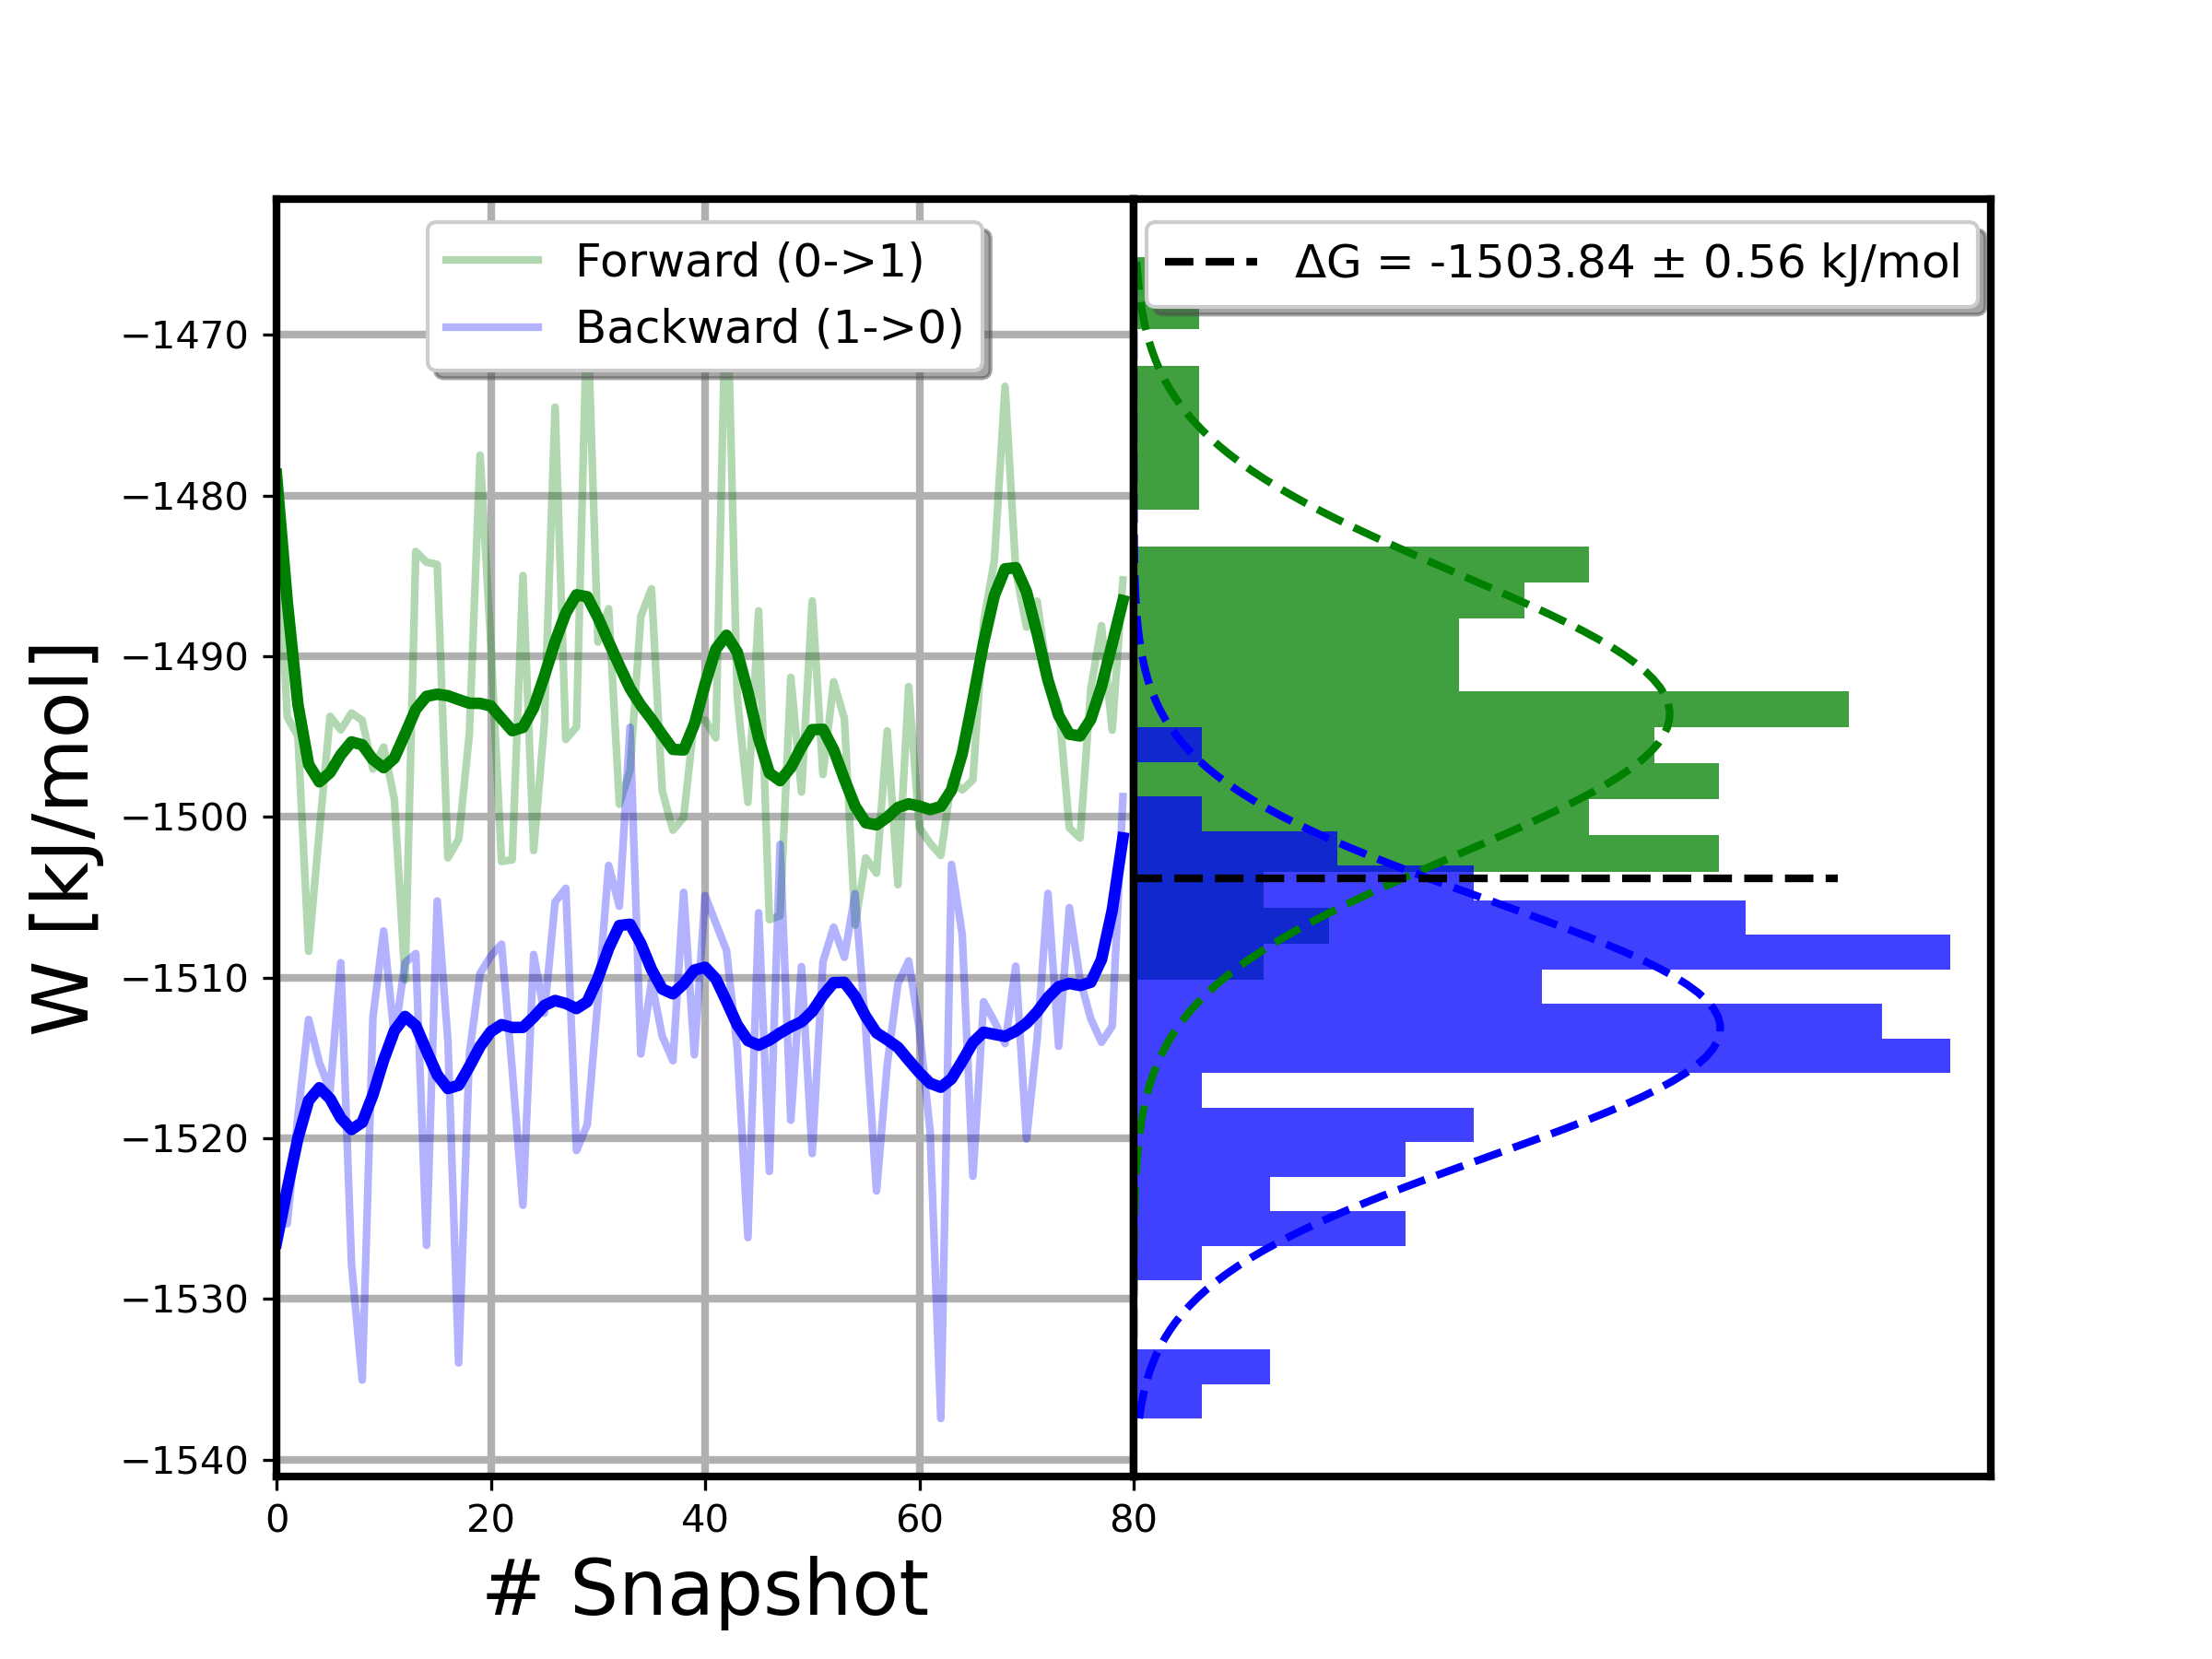 Forward (0->1)
Backward (1->0)
ΔG = -1503.84 ± 0.56 kJ/mol
W [kJ/mol]
−1470
−1480
−1490
−1500
−1510
−1520
−1530
−1540
0 20 40 60 80
# Snapshot